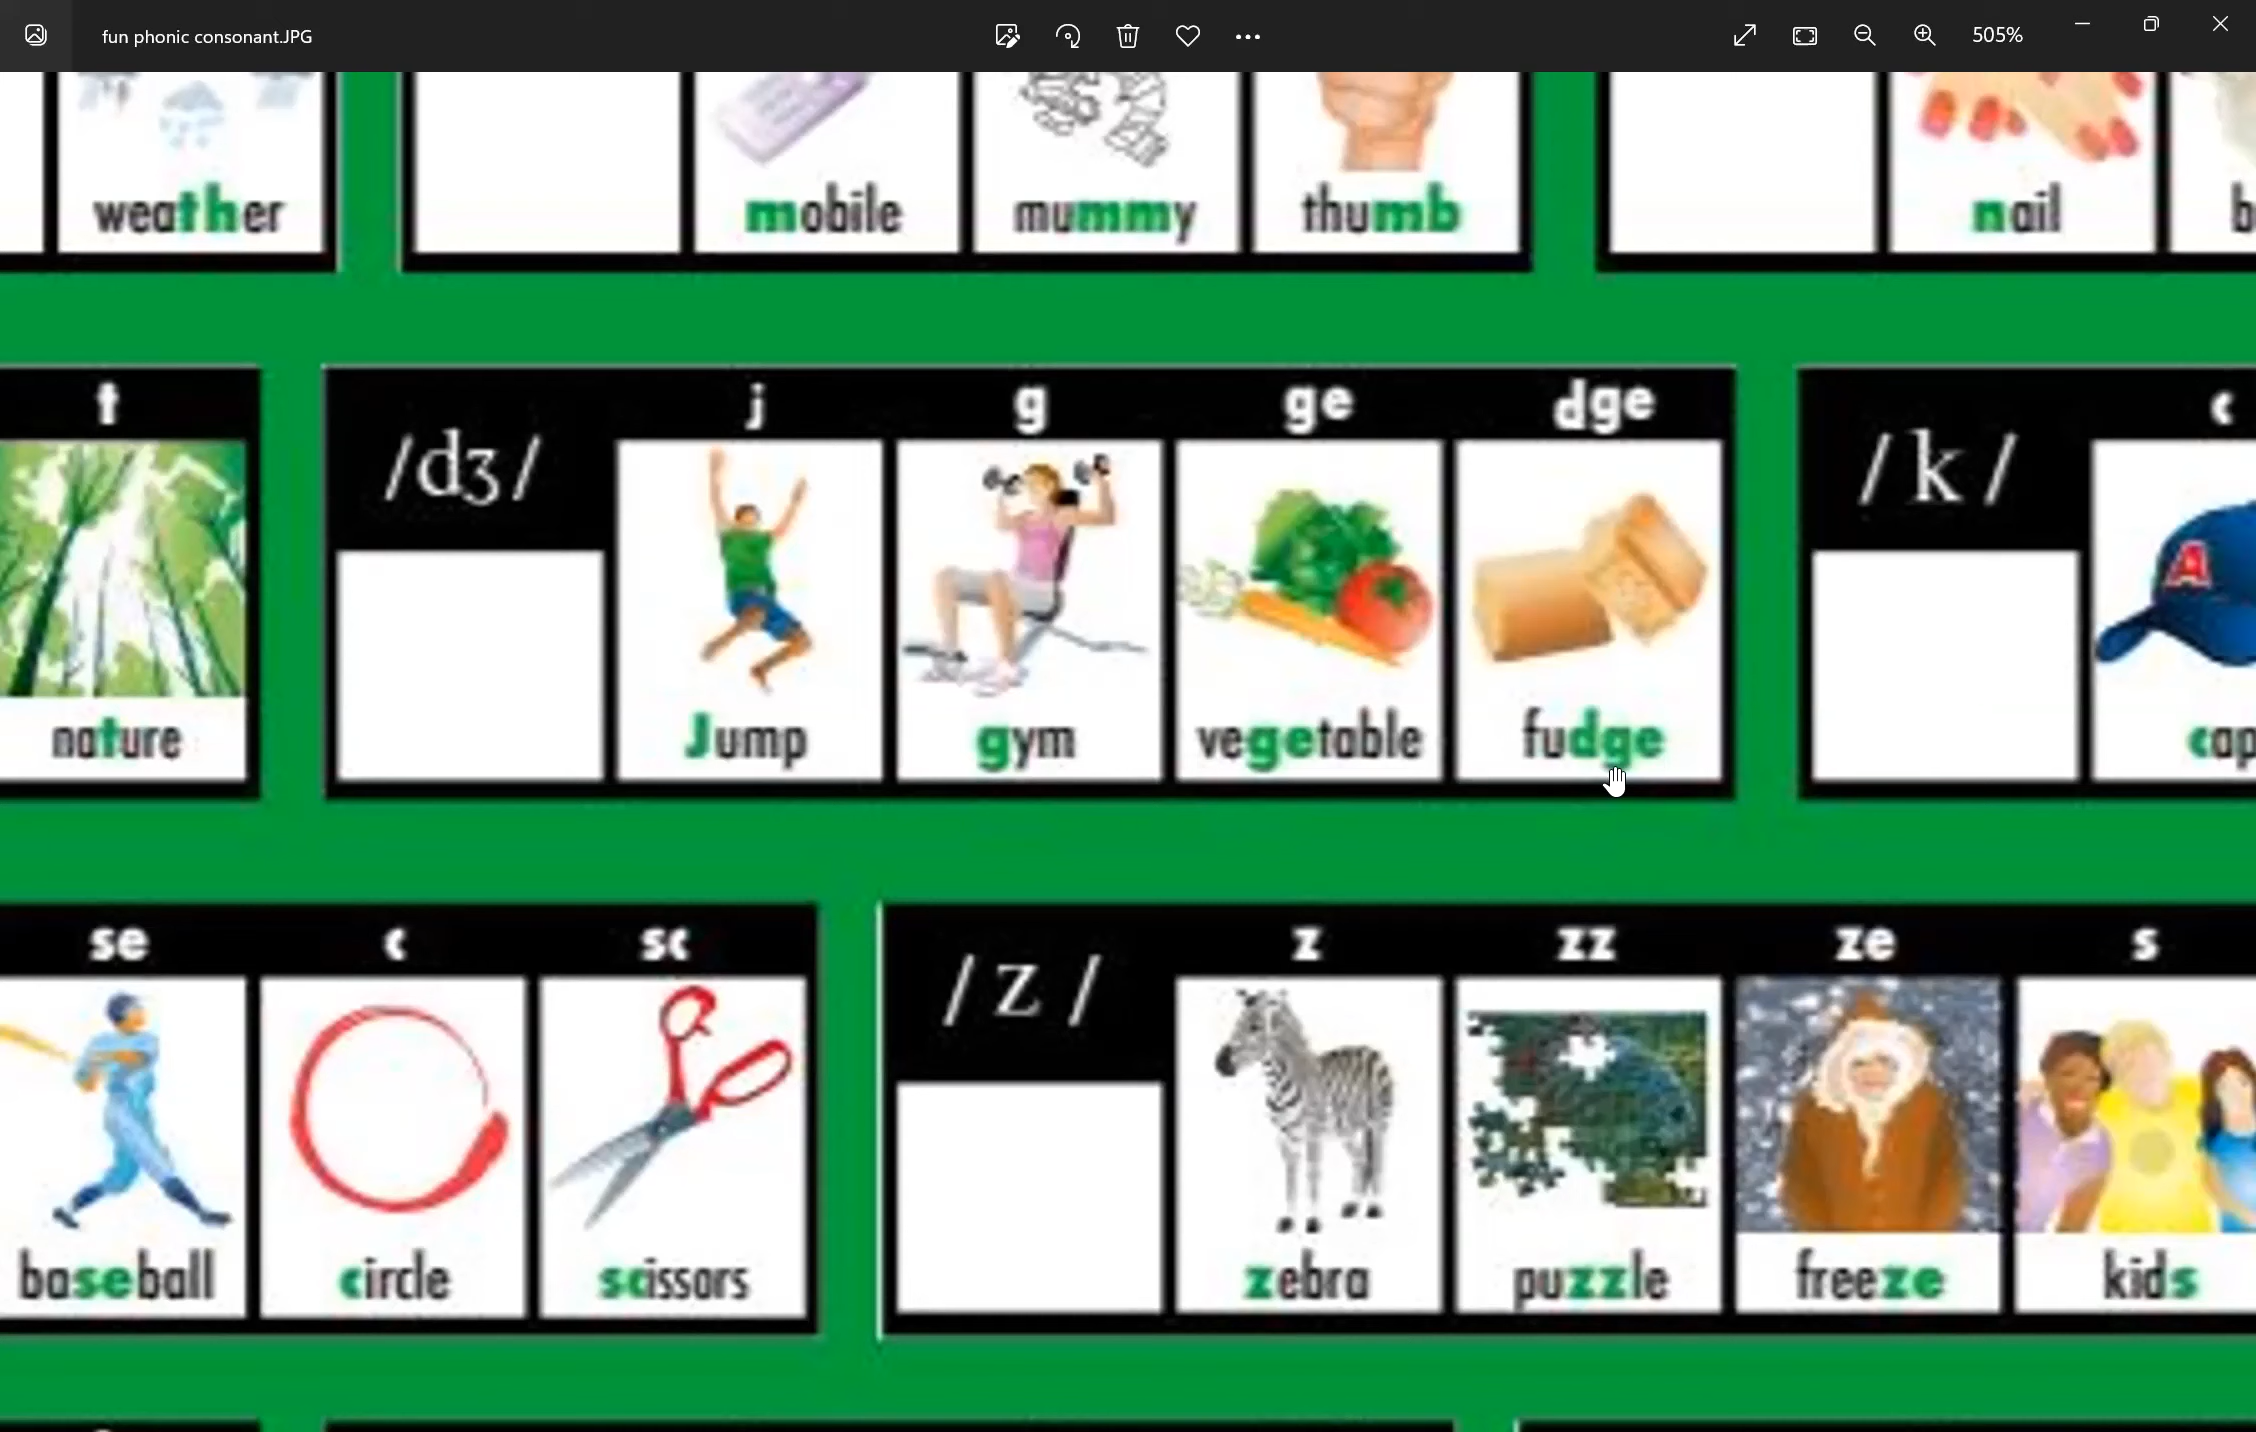 fun phonic consonant.JPG
505%
weather
mobile
mummy
thumb
nail
t
nature
/dʒ/
j
g
ge
dge
Jump
gym
vegetable
fudge
/ k /
c
A
cap
se
c
sc
baseball
circle
scissors
/ z /
z
zz
ze
s
zebra
puzzle
freeze
kids